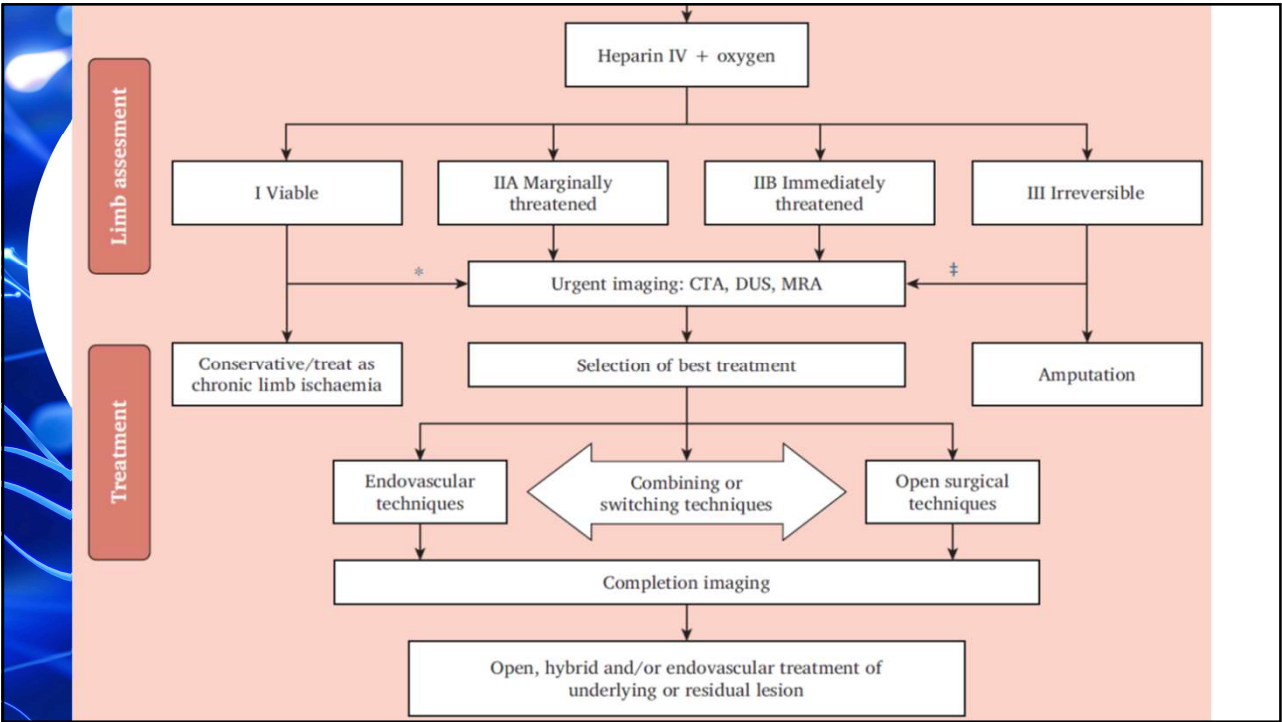 Heparin IV + oxygen
Limb assesment
I Viable
IIA Marginally
threatened
IIB Immediately
threatened
III Irreversible
*
Urgent imaging: CTA, DUS, MRA
‡
Treatment
Conservative/treat as
chronic limb ischaemia
Selection of best treatment
Amputation
Endovascular
techniques
Combining or
switching techniques
Open surgical
techniques
Completion imaging
Open, hybrid and/or endovascular treatment of
underlying or residual lesion